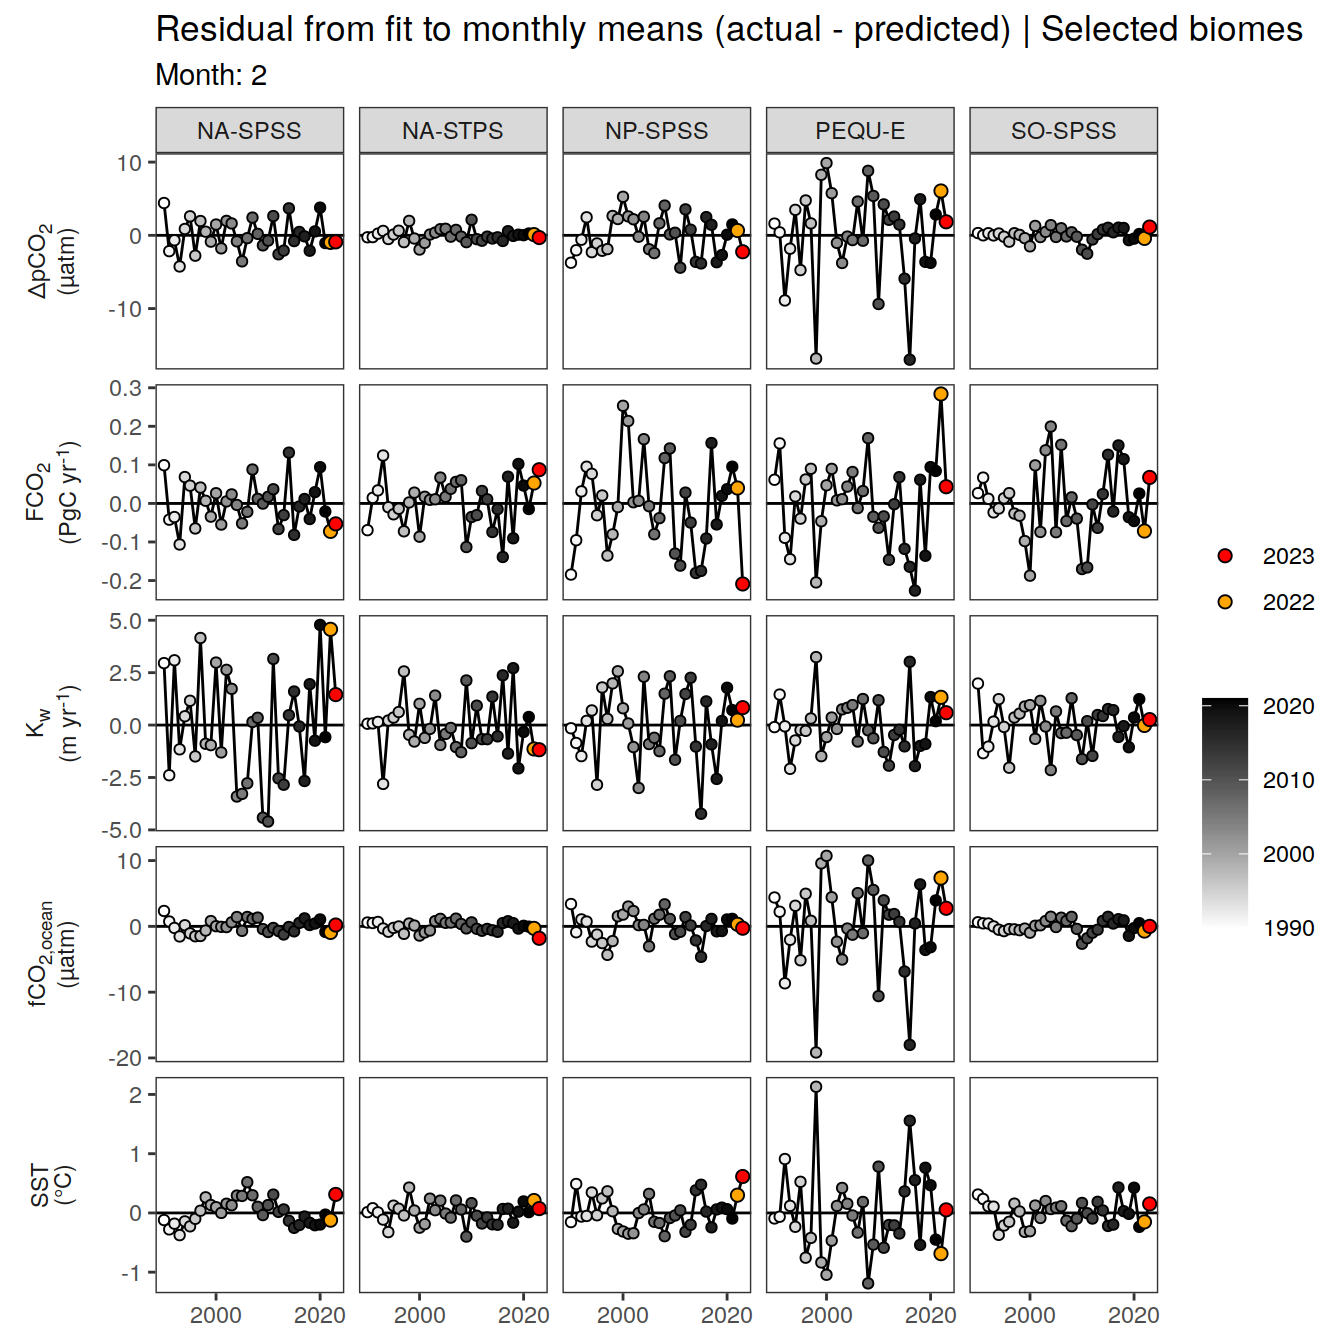 Residual from fit to monthly means (actual - predicted) | Selected biomes
Month: 2
NA-SPSS NA-STPS NP-SPSS PEQU-E SO-SPSS
ΔpCO2
(µatm)
10
0
-10
FCO2
(PgC yr-1)
0.3
0.2
0.1
0.0
-0.1
-0.2
Kw
(m yr-1)
5.0
2.5
0.0
-2.5
-5.0
fCO2,ocean
(µatm)
10
0
-10
-20
SST
(°C)
2
1
0
-1
2000 2020 2000 2020 2000 2020 2000 2020 2000 2020
2023
2022
2020
2010
2000
1990